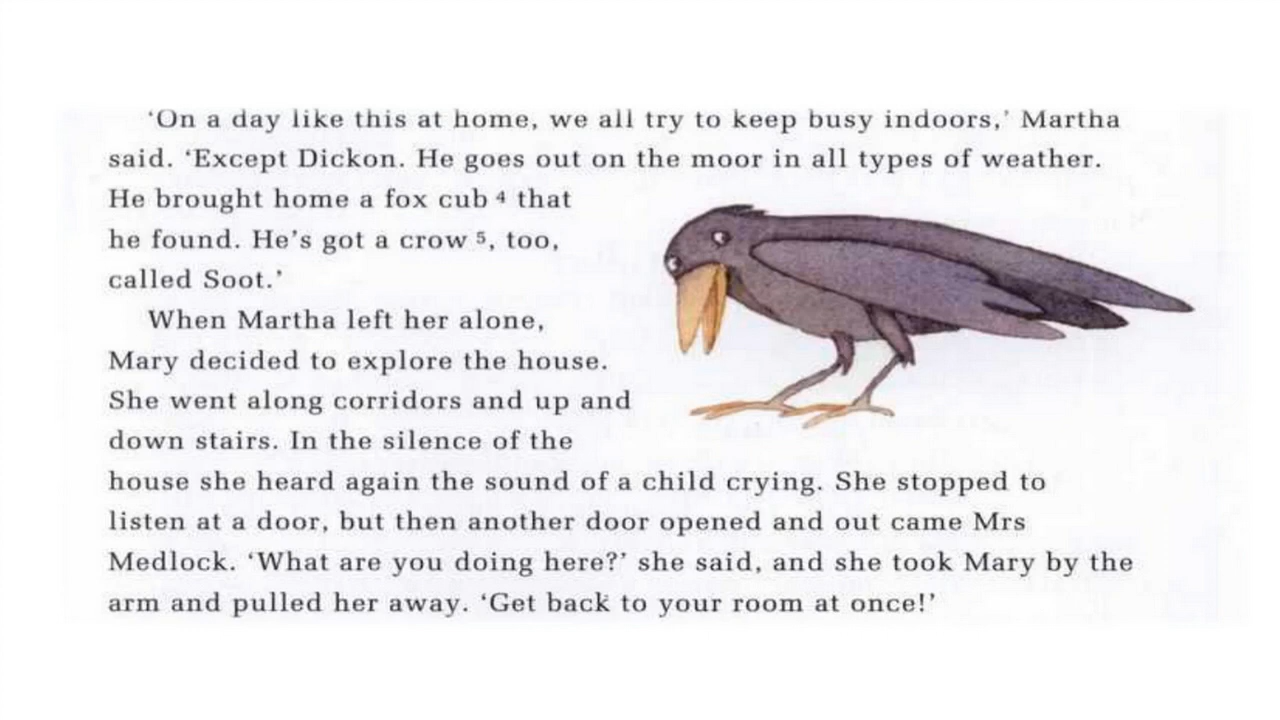 ‘On a day like this at home, we all try to keep busy indoors,’ Martha
said. ‘Except Dickon. He goes out on the moor in all types of weather.
He brought home a fox cub 4 that
he found. He’s got a crow 5, too,
called Soot.’
When Martha left her alone,
Mary decided to explore the house.
She went along corridors and up and
down stairs. In the silence of the
house she heard again the sound of a child crying. She stopped to
listen at a door, but then another door opened and out came Mrs
Medlock. ‘What are you doing here?’ she said, and she took Mary by the
arm and pulled her away. ‘Get back to your room at once!’